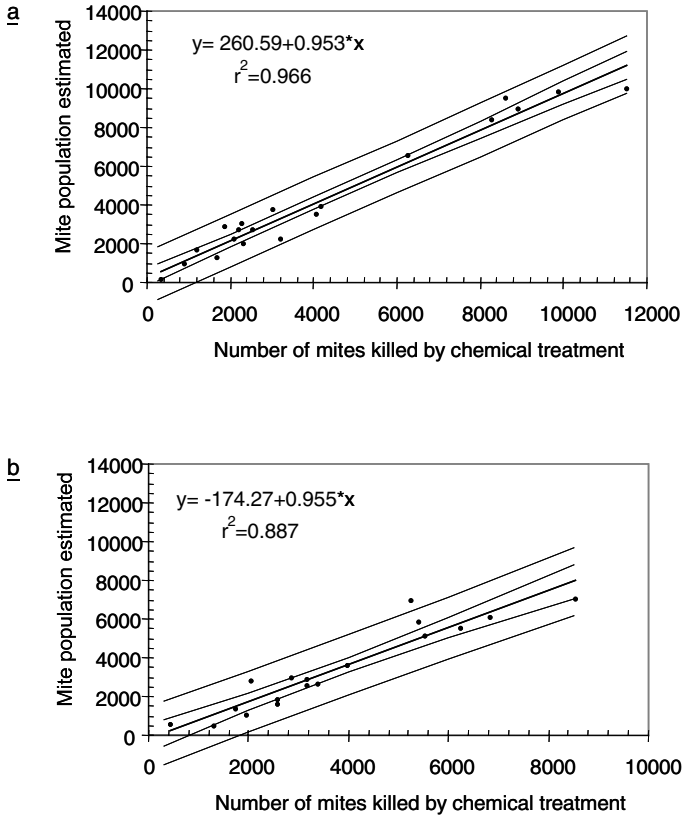 a
14000
12000
10000
8000
6000
4000
2000
0
Mite population estimated
y= 260.59+0.953*x
r2=0.966
0 2000 4000 6000 8000 10000 12000
Number of mites killed by chemical treatment
b
14000
12000
10000
8000
6000
4000
2000
0
Mite population estimated
y= -174.27+0.955*x
r2=0.887
0 2000 4000 6000 8000 10000
Number of mites killed by chemical treatment